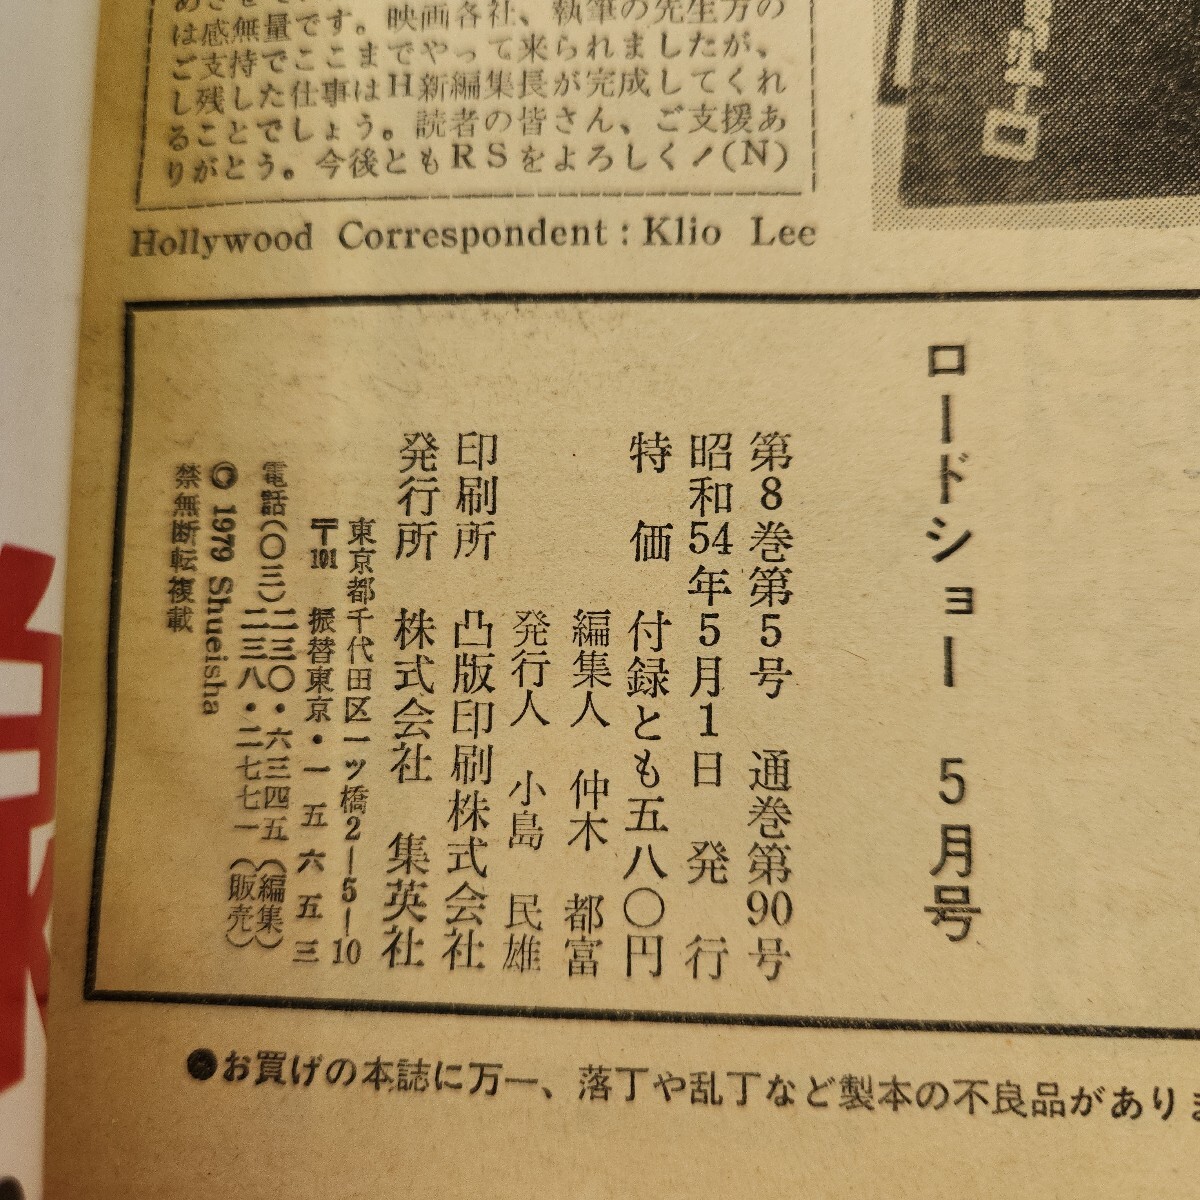 は感無量です。映画各社、執筆の先生方の
ご支持でここまでやって来られましたが、
し残した仕事はH新編集長が完成してくれ
ることでしょう。読者の皆さん、ご支援あ
りがとう。今後ともRSをよろしく!(N)
Hollywood Correspondent : Klio Lee
ロードショー 5月号
第8巻第5号 通巻第90号
昭和54年5月1日 発行
特価 付録とも五八〇円
編集人 仲木 都富
発行人 小島 民雄
印刷所 凸版印刷株式会社
発行所 株式会社 集英社
東京都千代田区一ッ橋2―5―10
〒101 振替東京・一五六五三
電話(〇三)二三〇・六三四五(編集)
二三八・二七七一(販売)
© 1979 Shueisha
禁無断転複載
●お買げの本誌に万一、落丁や乱丁など製本の不良品がありま